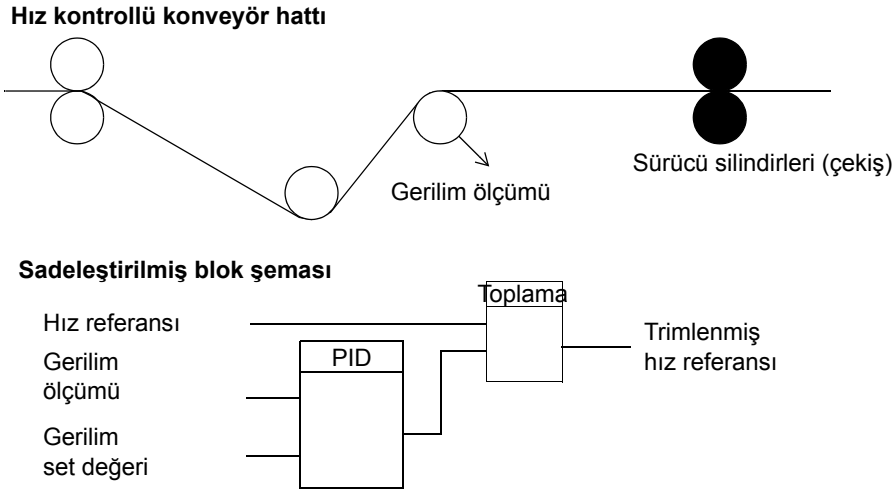 Hız kontrollü konveyör hattı
Gerilim ölçümü
Sürücü silindirleri (çekiş)
Sadeleştirilmiş blok şeması
Toplama
Hız referansı
Gerilim
ölçümü
Gerilim
set değeri
PID
Trimlenmiş
hız referansı